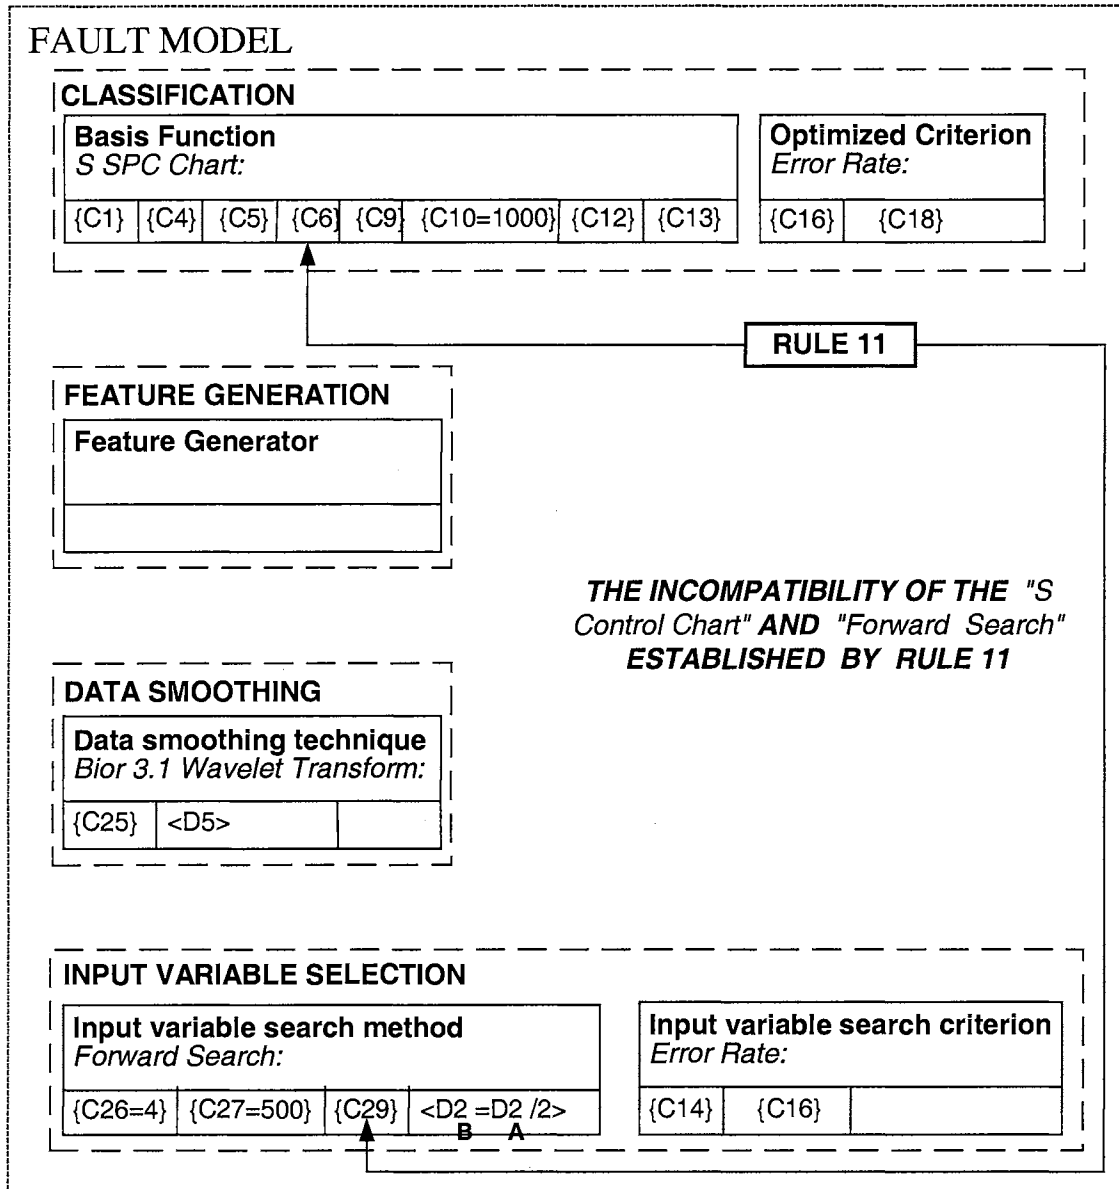 FAULT MODEL
CLASSIFICATION
Basis Function
S SPC Chart:
{C1} {C4} {C5} {C6} {C9} {C10=1000} {C12} {C13}
Optimized Criterion
Error Rate:
{C16} {C18}
RULE 11
FEATURE GENERATION
Feature Generator
THE INCOMPATIBILITY OF THE "S
Control Chart" AND "Forward Search"
ESTABLISHED BY RULE 11
DATA SMOOTHING
Data smoothing technique
Bior 3.1 Wavelet Transform:
{C25} <D5>
INPUT VARIABLE SELECTION
Input variable search method
Forward Search:
{C26=4} {C27=500} {C29} <D2 =D2 /2>
B A
Input variable search criterion
Error Rate:
{C14} {C16}